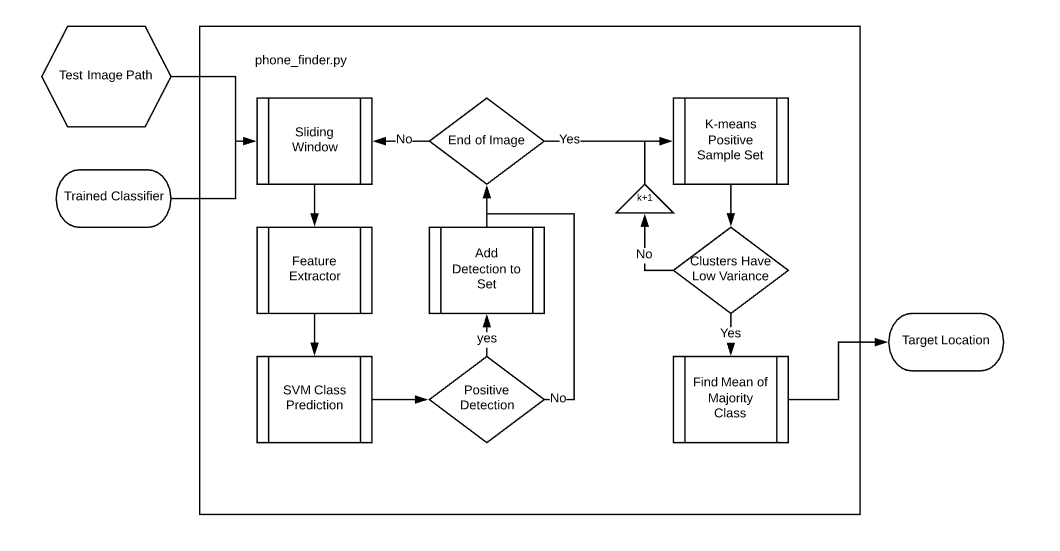 phone_finder.py
Test Image Path
Trained Classifier
Sliding
Window
Feature
Extractor
SVM Class
Prediction
Positive
Detection
yes
No
Add
Detection to
Set
End of Image
No
Yes
K-means
Positive
Sample Set
Clusters Have
Low Variance
No
k+1
Yes
Find Mean of
Majority
Class
Target Location